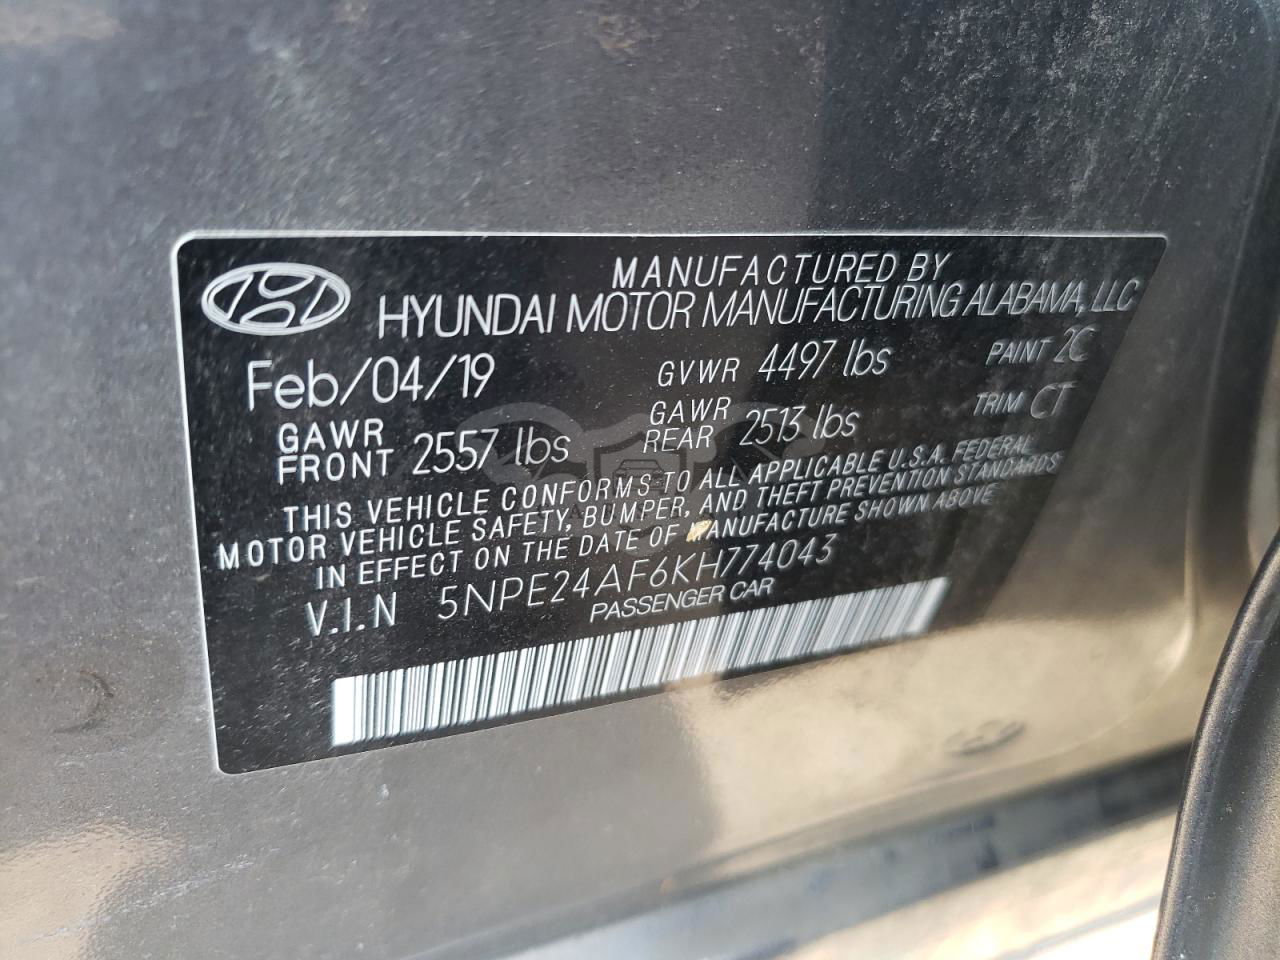 MANUFACTURED BY
HYUNDAI MOTOR MANUFACTURING ALABAMA, LLC
Feb/04/19 GVWR 4497 lbs PAINT 2C
GAWR FRONT 2557 lbs GAWR REAR 2513 lbs TRIM CT
THIS VEHICLE CONFORMS TO ALL APPLICABLE U.S.A. FEDERAL
MOTOR VEHICLE SAFETY, BUMPER, AND THEFT PREVENTION STANDARDS
IN EFFECT ON THE DATE OF MANUFACTURE SHOWN ABOVE
V.I.N 5NPE24AF6KH774043
PASSENGER CAR